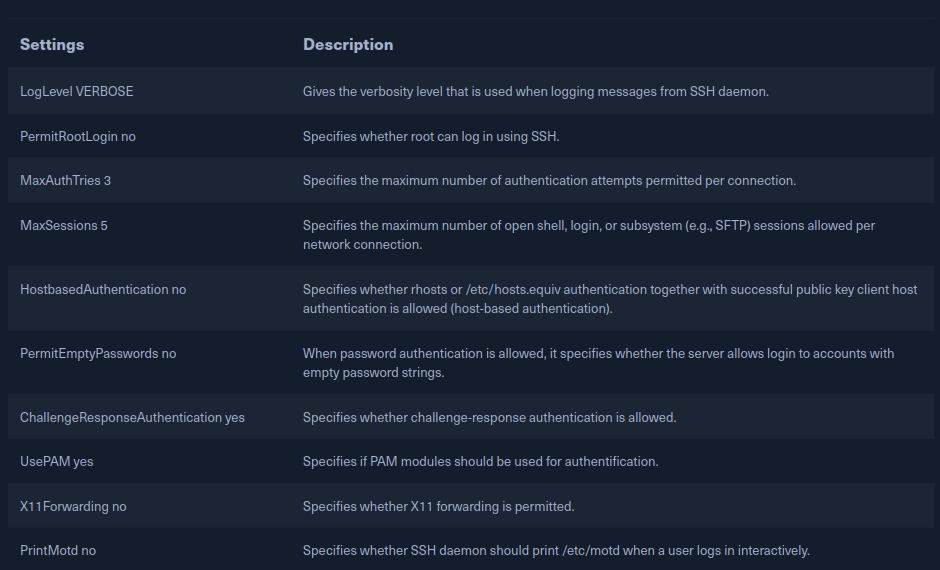 Settings Description
LogLevel VERBOSE Gives the verbosity level that is used when logging messages from SSH daemon.
PermitRootLogin no Specifies whether root can log in using SSH.
MaxAuthTries 3 Specifies the maximum number of authentication attempts permitted per connection.
MaxSessions 5 Specifies the maximum number of open shell, login, or subsystem (e.g., SFTP) sessions allowed per
network connection.
HostbasedAuthentication no Specifies whether rhosts or /etc/hosts.equiv authentication together with successful public key client host
authentication is allowed (host-based authentication).
PermitEmptyPasswords no When password authentication is allowed, it specifies whether the server allows login to accounts with
empty password strings.
ChallengeResponseAuthentication yes Specifies whether challenge-response authentication is allowed.
UsePAM yes Specifies if PAM modules should be used for authentification.
X11Forwarding no Specifies whether X11 forwarding is permitted.
PrintMotd no Specifies whether SSH daemon should print /etc/motd when a user logs in interactively.